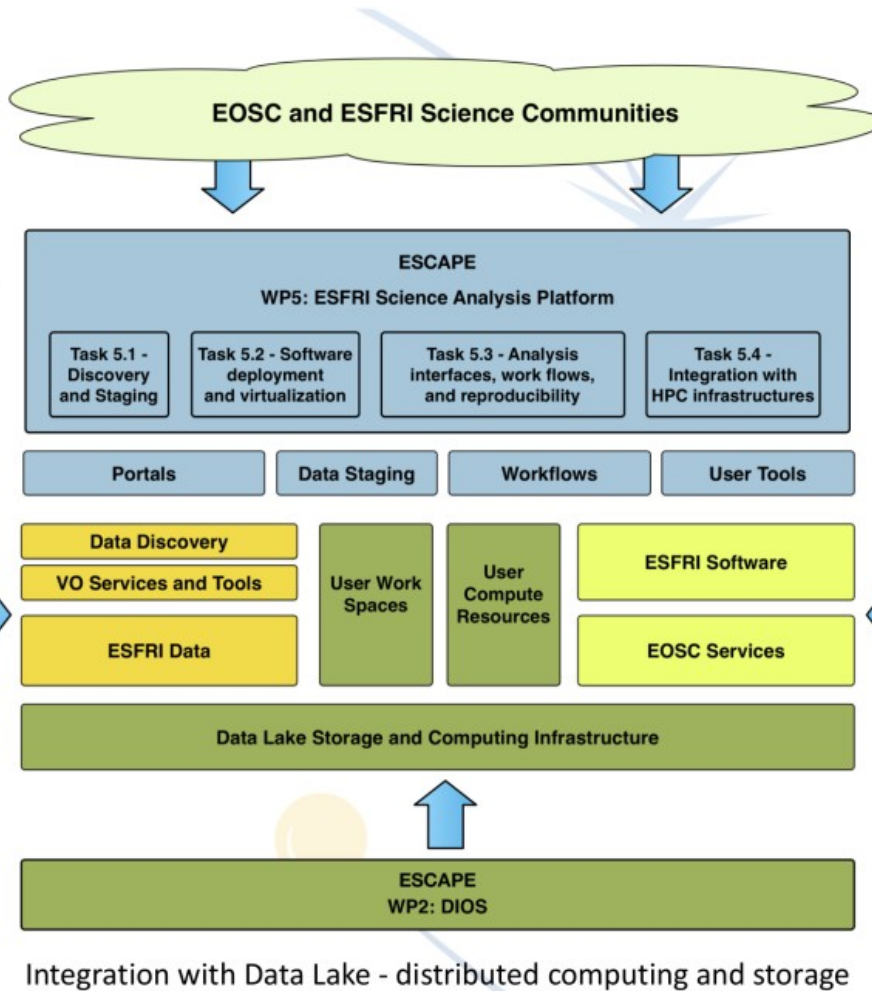 EOSC and ESFRI Science Communities
ESCAPE
WP5: ESFRI Science Analysis Platform
Task 5.1 -
Discovery
and Staging
Task 5.2 - Software
deployment
and virtualization
Task 5.3 - Analysis
interfaces, work flows,
and reproducibility
Task 5.4 -
Integration with
HPC infrastructures
Portals
Data Staging
Workflows
User Tools
Data Discovery
VO Services and Tools
ESFRI Data
User Work
Spaces
User
Compute
Resources
ESFRI Software
EOSC Services
Data Lake Storage and Computing Infrastructure
ESCAPE
WP2: DIOS
Integration with Data Lake - distributed computing and storage